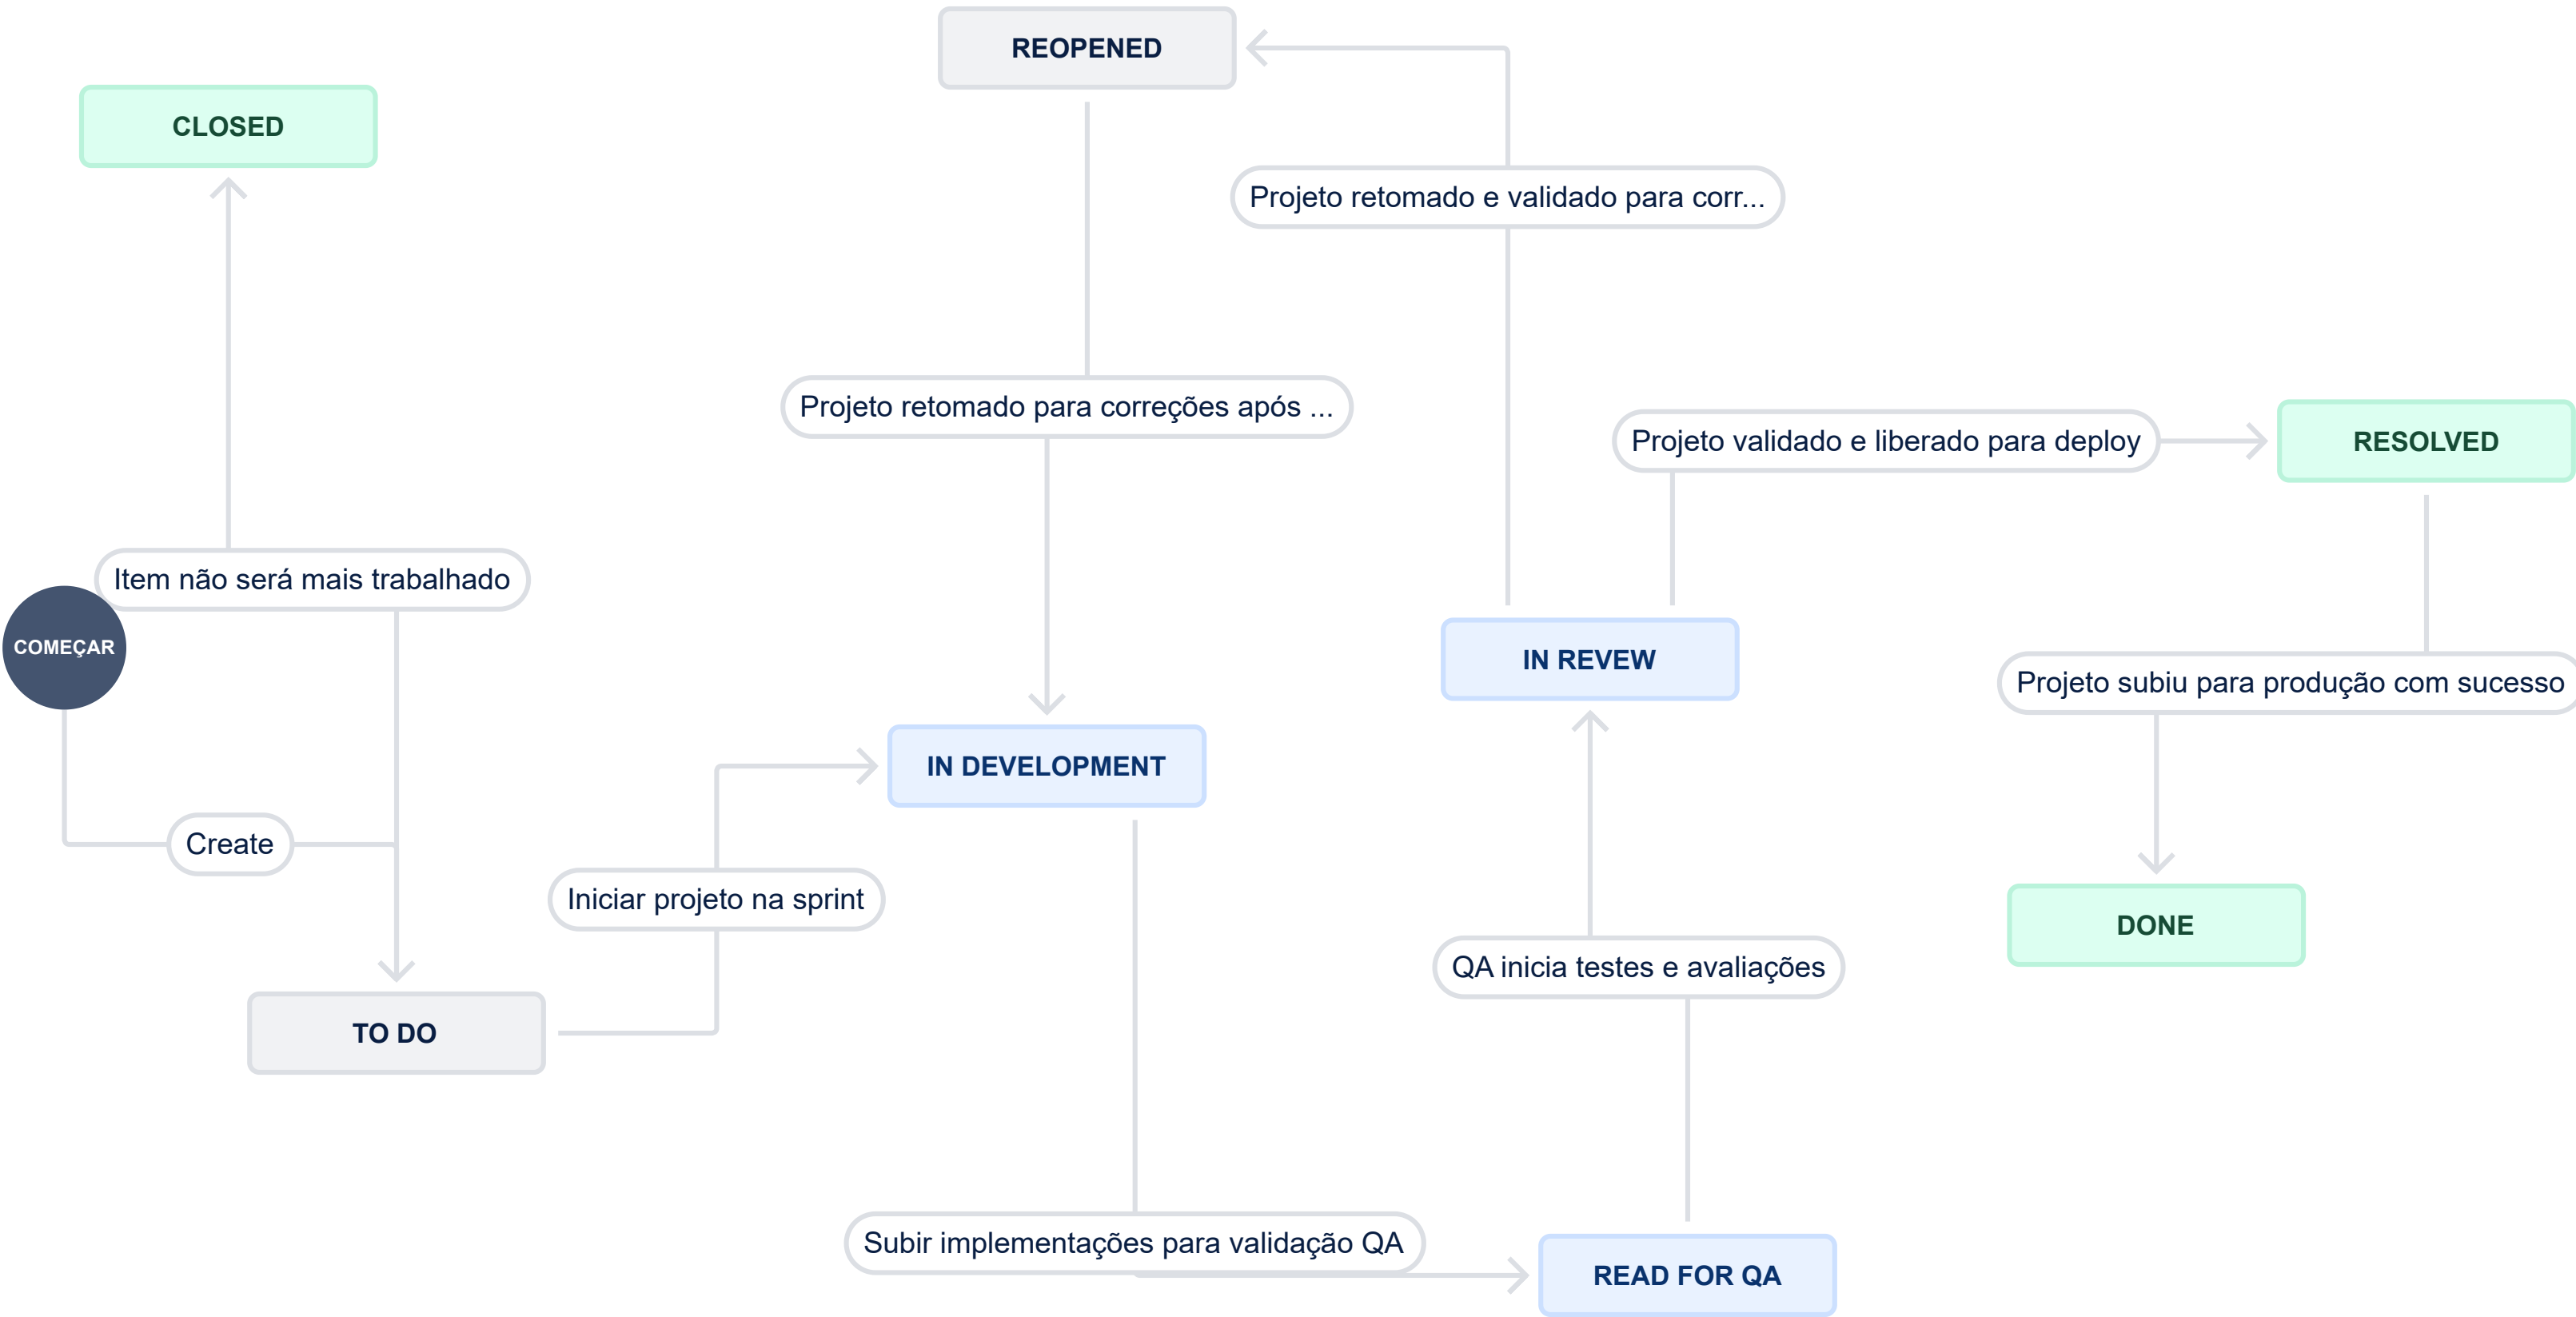 REOPENED
CLOSED
Projeto retomado e validado para corr...
Projeto retomado para correções após ...
Projeto validado e liberado para deploy
RESOLVED
Item não será mais trabalhado
COMEÇAR
IN REVEW
Projeto subiu para produção com sucesso
IN DEVELOPMENT
Create
Iniciar projeto na sprint
DONE
QA inicia testes e avaliações
TO DO
Subir implementações para validação QA
READ FOR QA